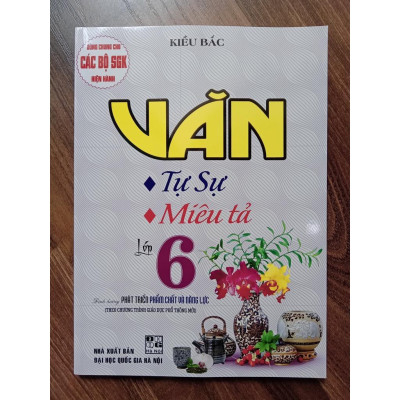 KIỀU BẮC
DÙNG CHUNG CHO
CÁC BỘ SGK
HIỆN HÀNH
VĂN
Tự Sự
Miêu tả
Lớp 6
Định hướng PHÁT TRIỂN PHẨM CHẤT VÀ NĂNG LỰC
(THEO CHƯƠNG TRÌNH GIÁO DỤC PHỔ THÔNG MỚI)
NHÀ XUẤT BẢN
ĐẠI HỌC QUỐC GIA HÀ NỘI